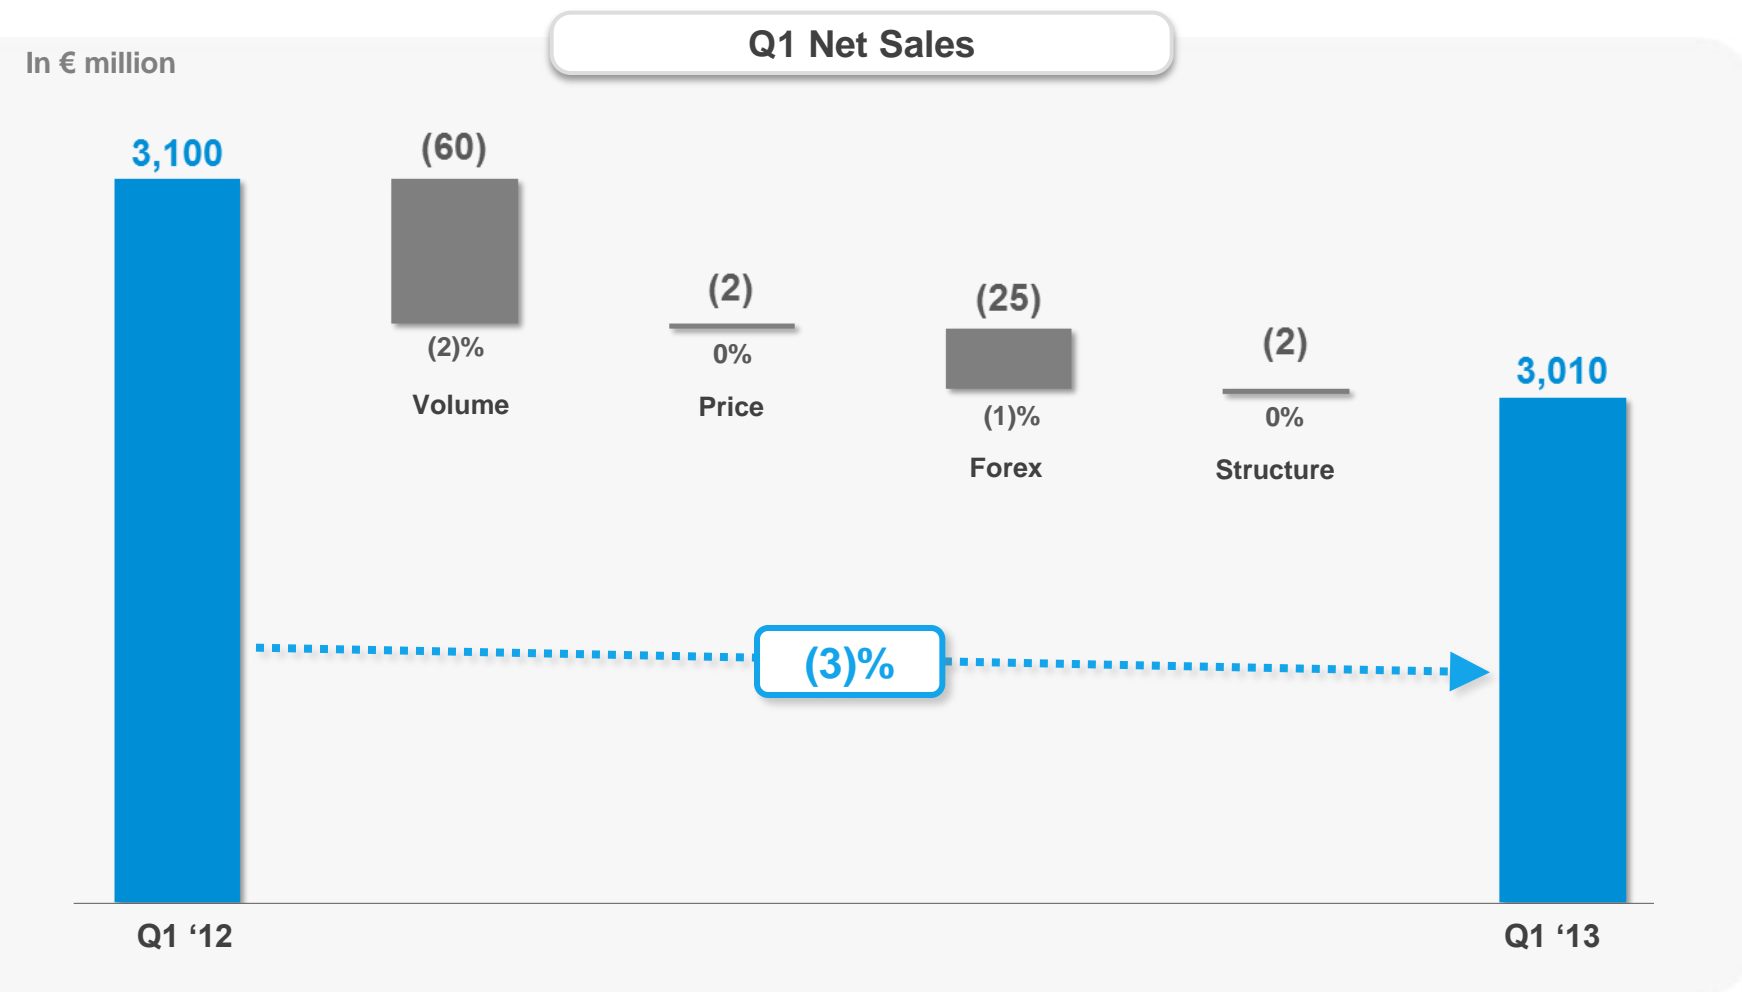 Q1 Net Sales
In € million
3,100
(60)
(2)%
Volume
(2)
0%
Price
(25)
(1)%
Forex
(2)
0%
Structure
3,010
(3)%
Q1 ‘12
Q1 ‘13